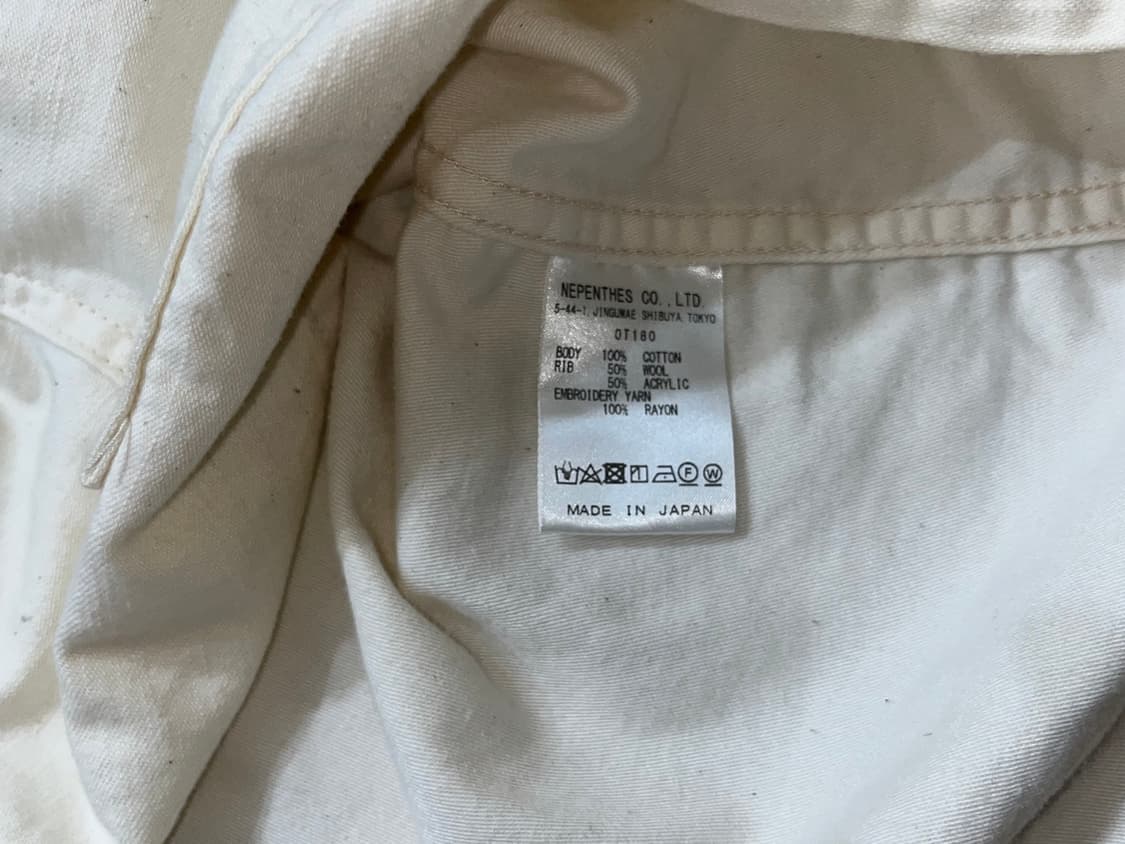 NEPENTHES CO., LTD.
5-44-1, JINGUMAE SHIBUYA, TOKYO
OT180
BODY 100% COTTON
RIB 50% WOOL
50% ACRYLIC
EMBROIDERY YARN
100% RAYON
F W
MADE IN JAPAN